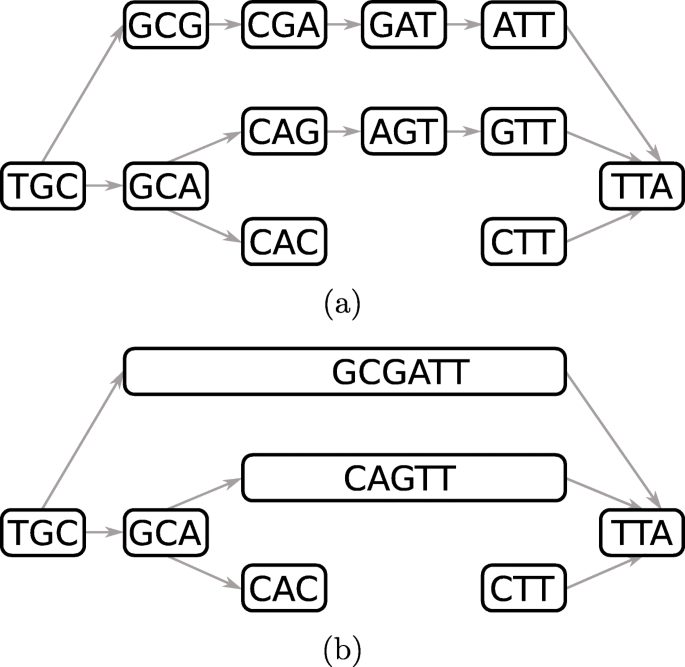 GCG CGA GAT ATT
CAG AGT GTT
TGC GCA TTA
CAC CTT
(a)
GCGATT
CAGTT
TGC GCA TTA
CAC CTT
(b)